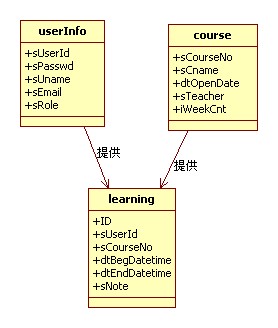 userInfo
+sUserId
+sPasswd
+sUname
+sEmail
+sRole
course
+sCourseNo
+sCname
+dtOpenDate
+sTeacher
+iWeekCnt
提供
提供
learning
+ID
+sUserId
+sCourseNo
+dtBegDatetime
+dtEndDatetime
+sNote